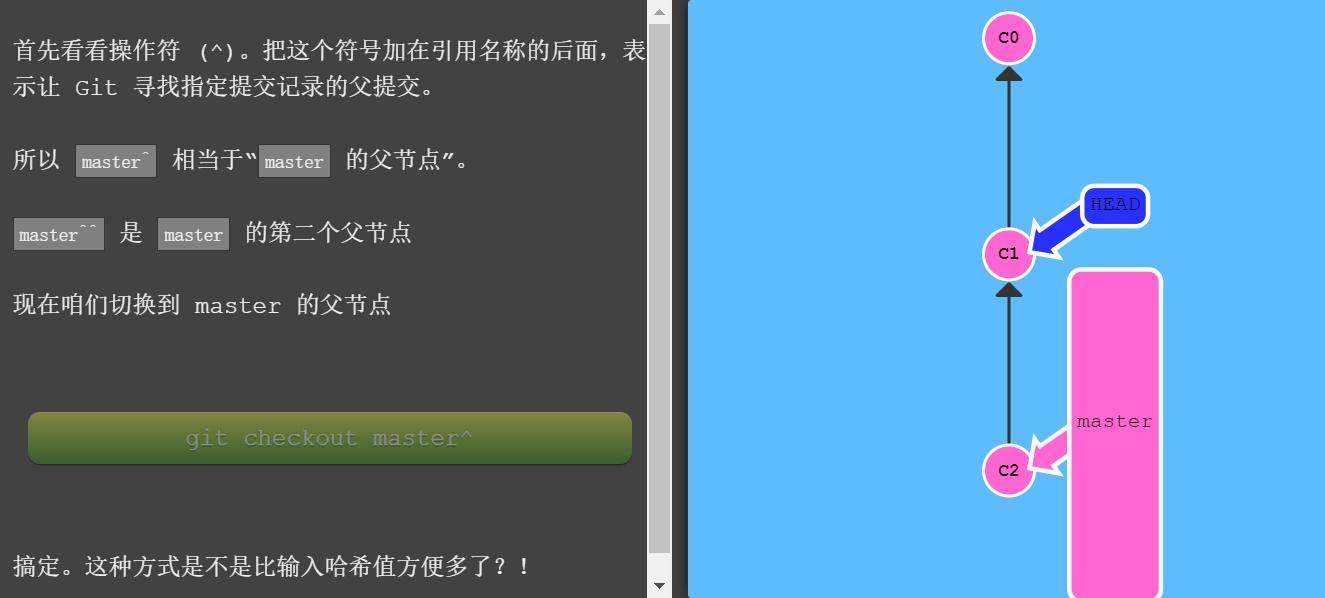 首先看看操作符 (^)。把这个符号加在引用名称的后面，表
示让 Git 寻找指定提交记录的父提交。
所以 master^ 相当于“master 的父节点”。
master^^ 是 master 的第二个父节点
现在咱们切换到 master 的父节点
git checkout master^
搞定。这种方式是不是比输入哈希值方便多了？！
C0
HEAD
C1
master
C2